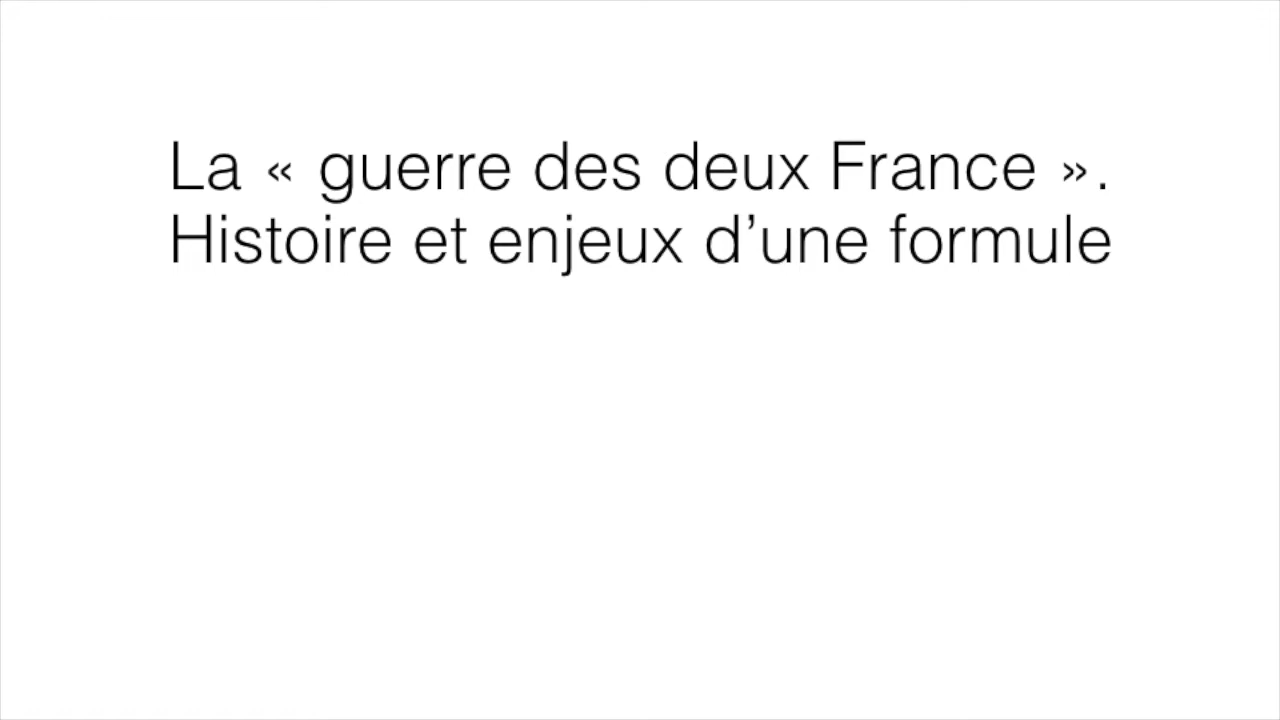 La « guerre des deux France ».
Histoire et enjeux d’une formule